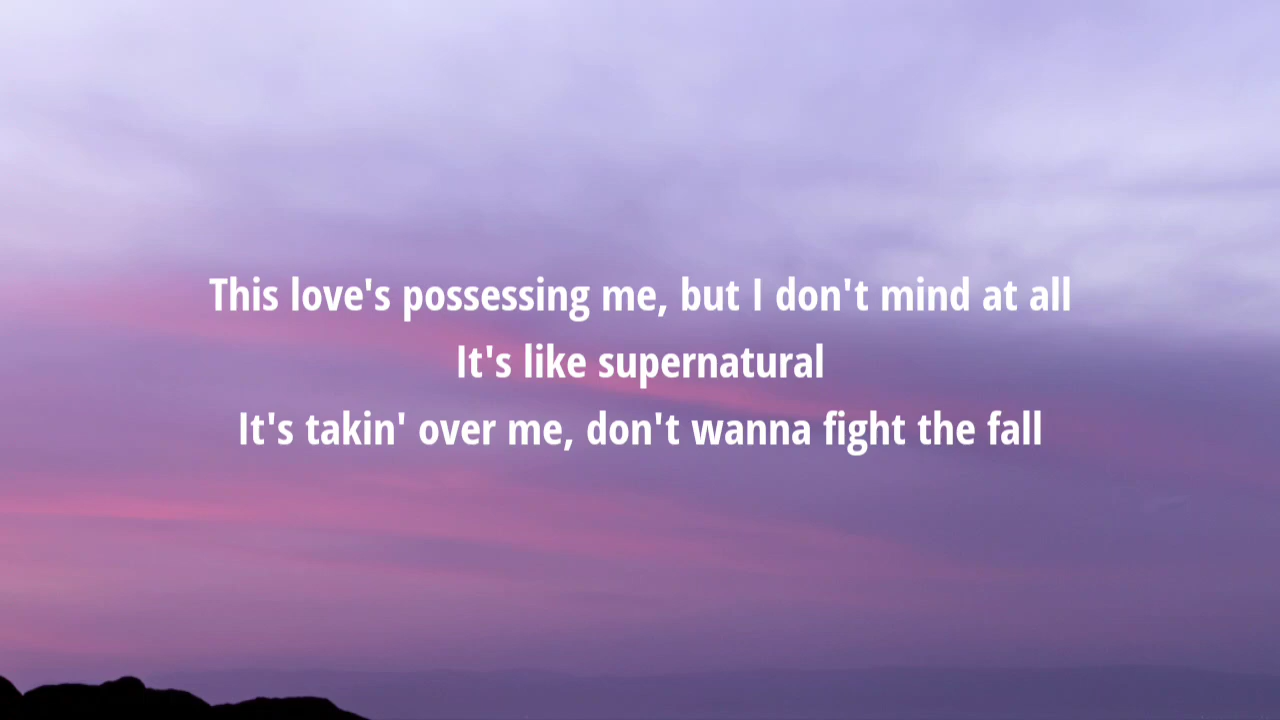 This love's possessing me, but I don't mind at all
It's like supernatural
It's takin' over me, don't wanna fight the fall